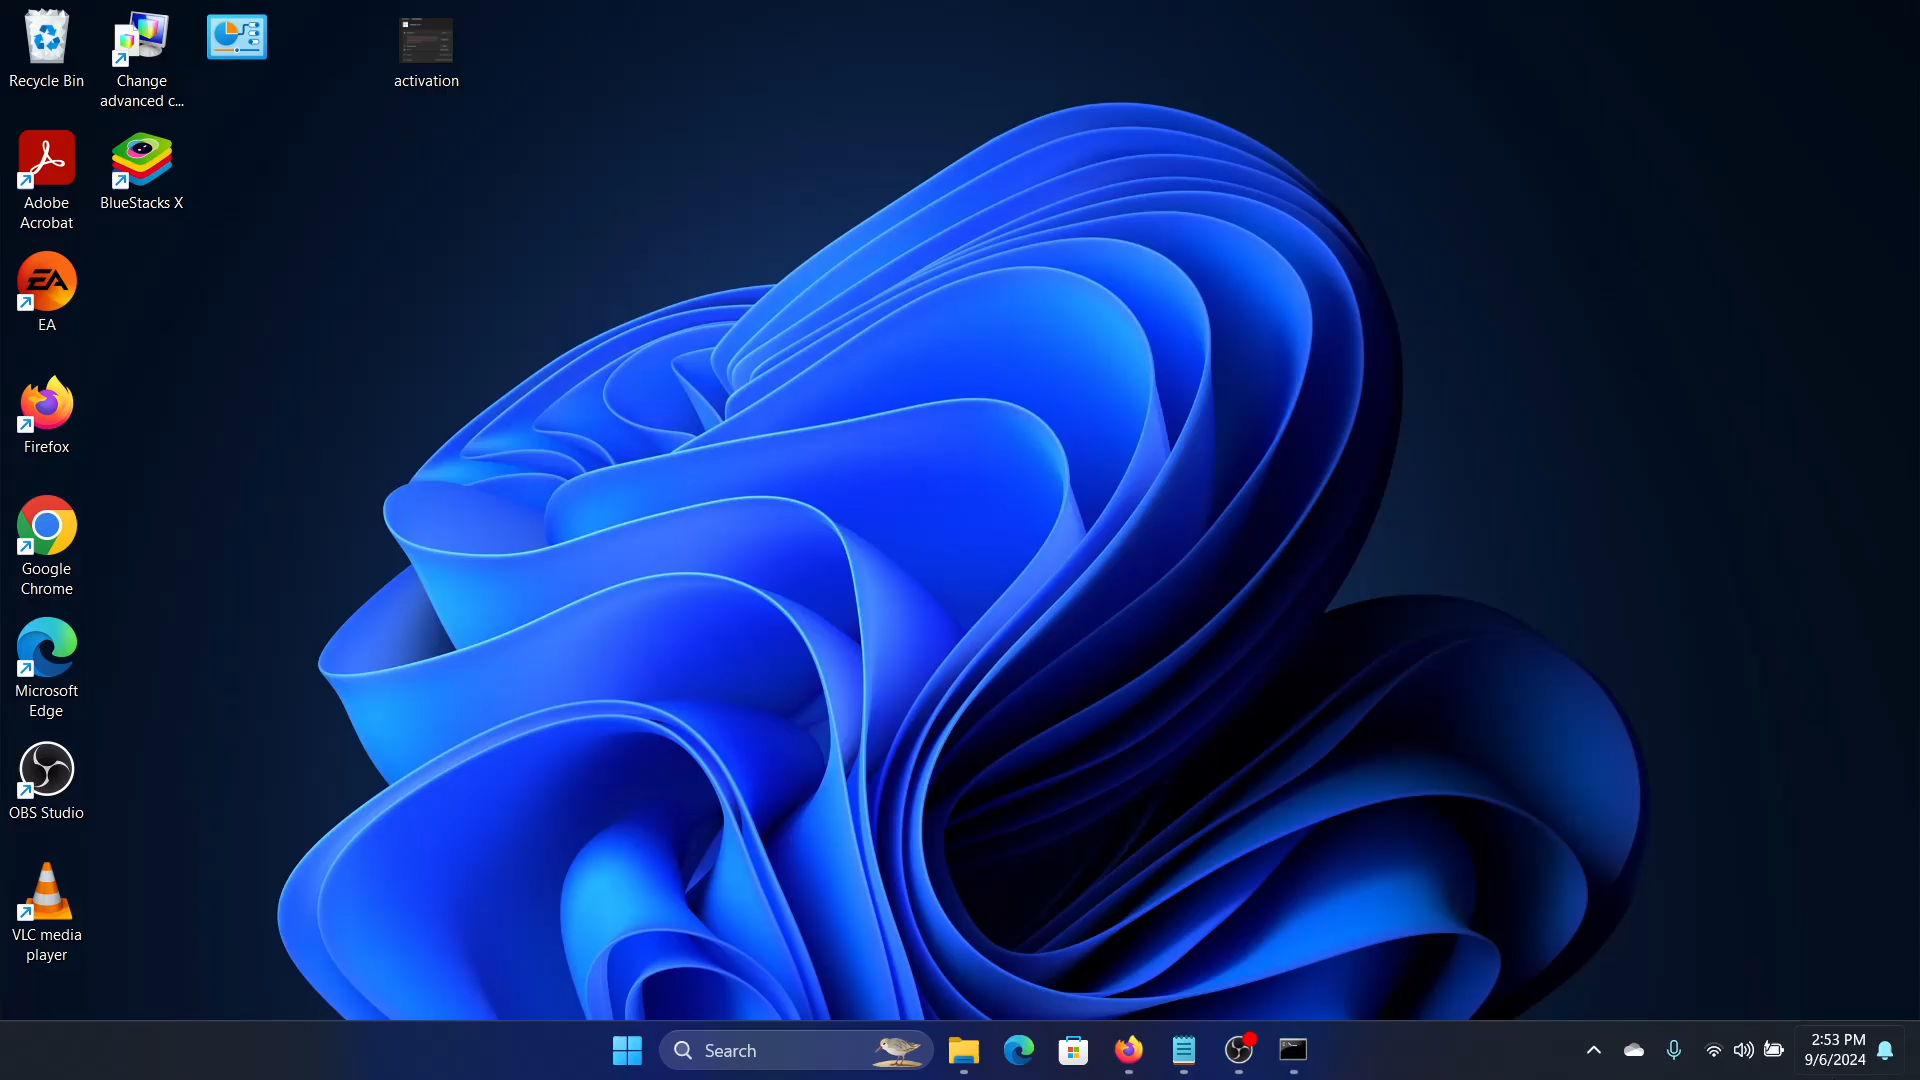 Recycle Bin
Change
advanced c...
activation
Adobe
Acrobat
BlueStacks X
EA
EA
Firefox
Google
Chrome
Microsoft
Edge
OBS Studio
VLC media
player
Search
2:53 PM
9/6/2024